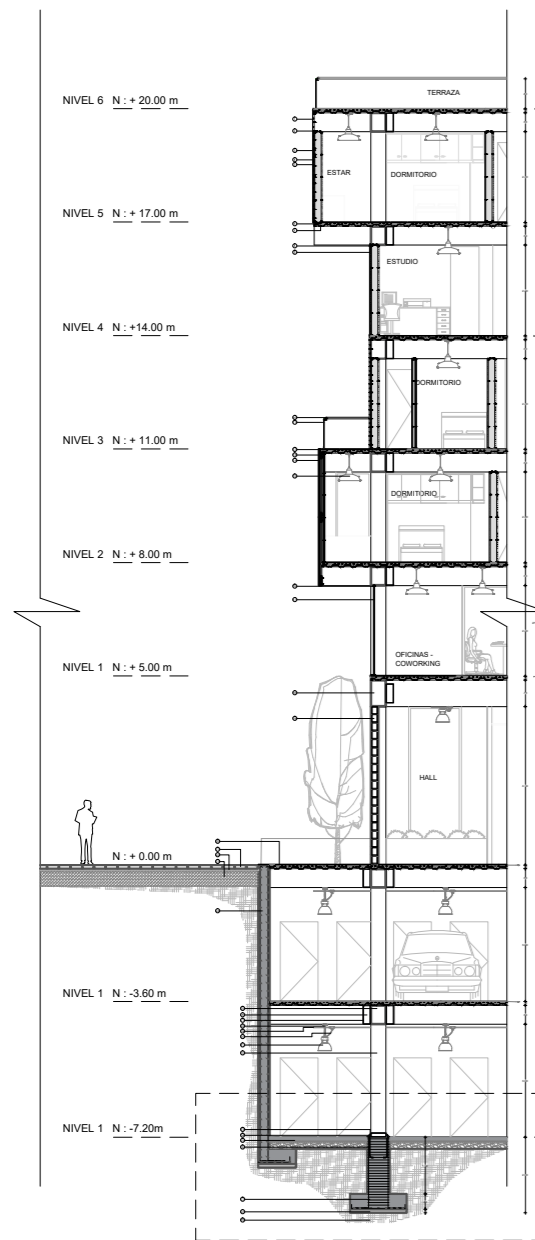 TERRAZA
NIVEL 6 N : + 20.00 m
ESTAR DORMITORIO
NIVEL 5 N : + 17.00 m
ESTUDIO
NIVEL 4 N : +14.00 m
DORMITORIO
NIVEL 3 N : + 11.00 m
DORMITORIO
NIVEL 2 N : + 8.00 m
OFICINAS -
COWORKING
NIVEL 1 N : + 5.00 m
HALL
N : + 0.00 m
NIVEL 1 N : -3.60 m
NIVEL 1 N : -7.20m